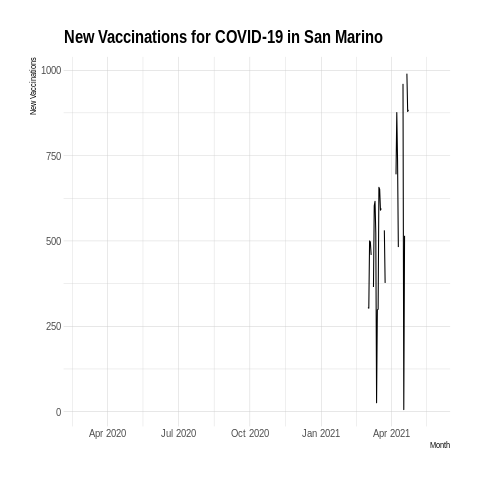 New Vaccinations for COVID-19 in San Marino
New Vaccinations
1000
750
500
250
0
Apr 2020 Jul 2020 Oct 2020 Jan 2021 Apr 2021
Month